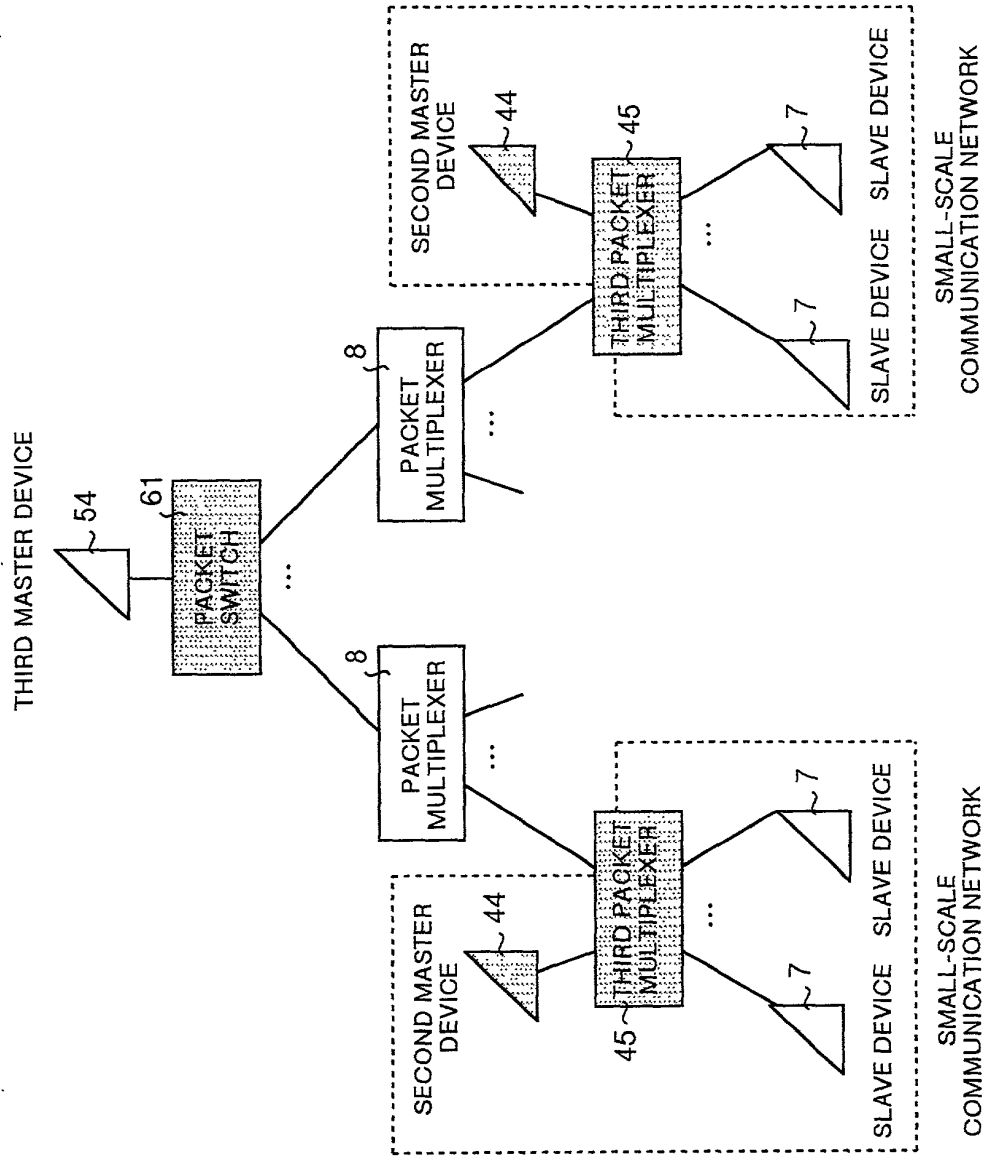 THIRD MASTER DEVICE
54
61
PACKET
SWITCH
...
8
PACKET
MULTIPLEXER
...
8
PACKET
MULTIPLEXER
...
SECOND MASTER
DEVICE
44
45
THIRD PACKET
MULTIPLEXER
...
7
7
SLAVE DEVICE
SLAVE DEVICE
SMALL-SCALE
COMMUNICATION NETWORK
SECOND MASTER
DEVICE
44
45
THIRD PACKET
MULTIPLEXER
...
7
7
SLAVE DEVICE
SLAVE DEVICE
SMALL-SCALE
COMMUNICATION NETWORK